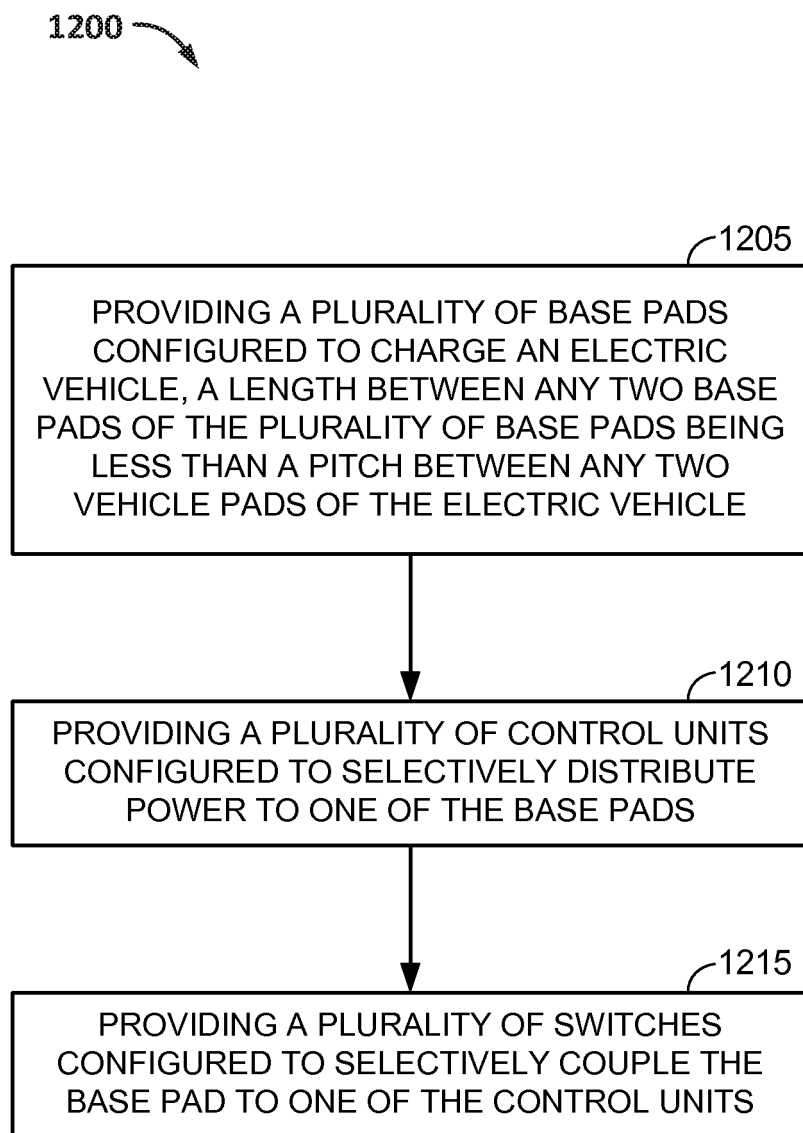 1200
1205
PROVIDING A PLURALITY OF BASE PADS
CONFIGURED TO CHARGE AN ELECTRIC
VEHICLE, A LENGTH BETWEEN ANY TWO BASE
PADS OF THE PLURALITY OF BASE PADS BEING
LESS THAN A PITCH BETWEEN ANY TWO
VEHICLE PADS OF THE ELECTRIC VEHICLE
1210
PROVIDING A PLURALITY OF CONTROL UNITS
CONFIGURED TO SELECTIVELY DISTRIBUTE
POWER TO ONE OF THE BASE PADS
1215
PROVIDING A PLURALITY OF SWITCHES
CONFIGURED TO SELECTIVELY COUPLE THE
BASE PAD TO ONE OF THE CONTROL UNITS